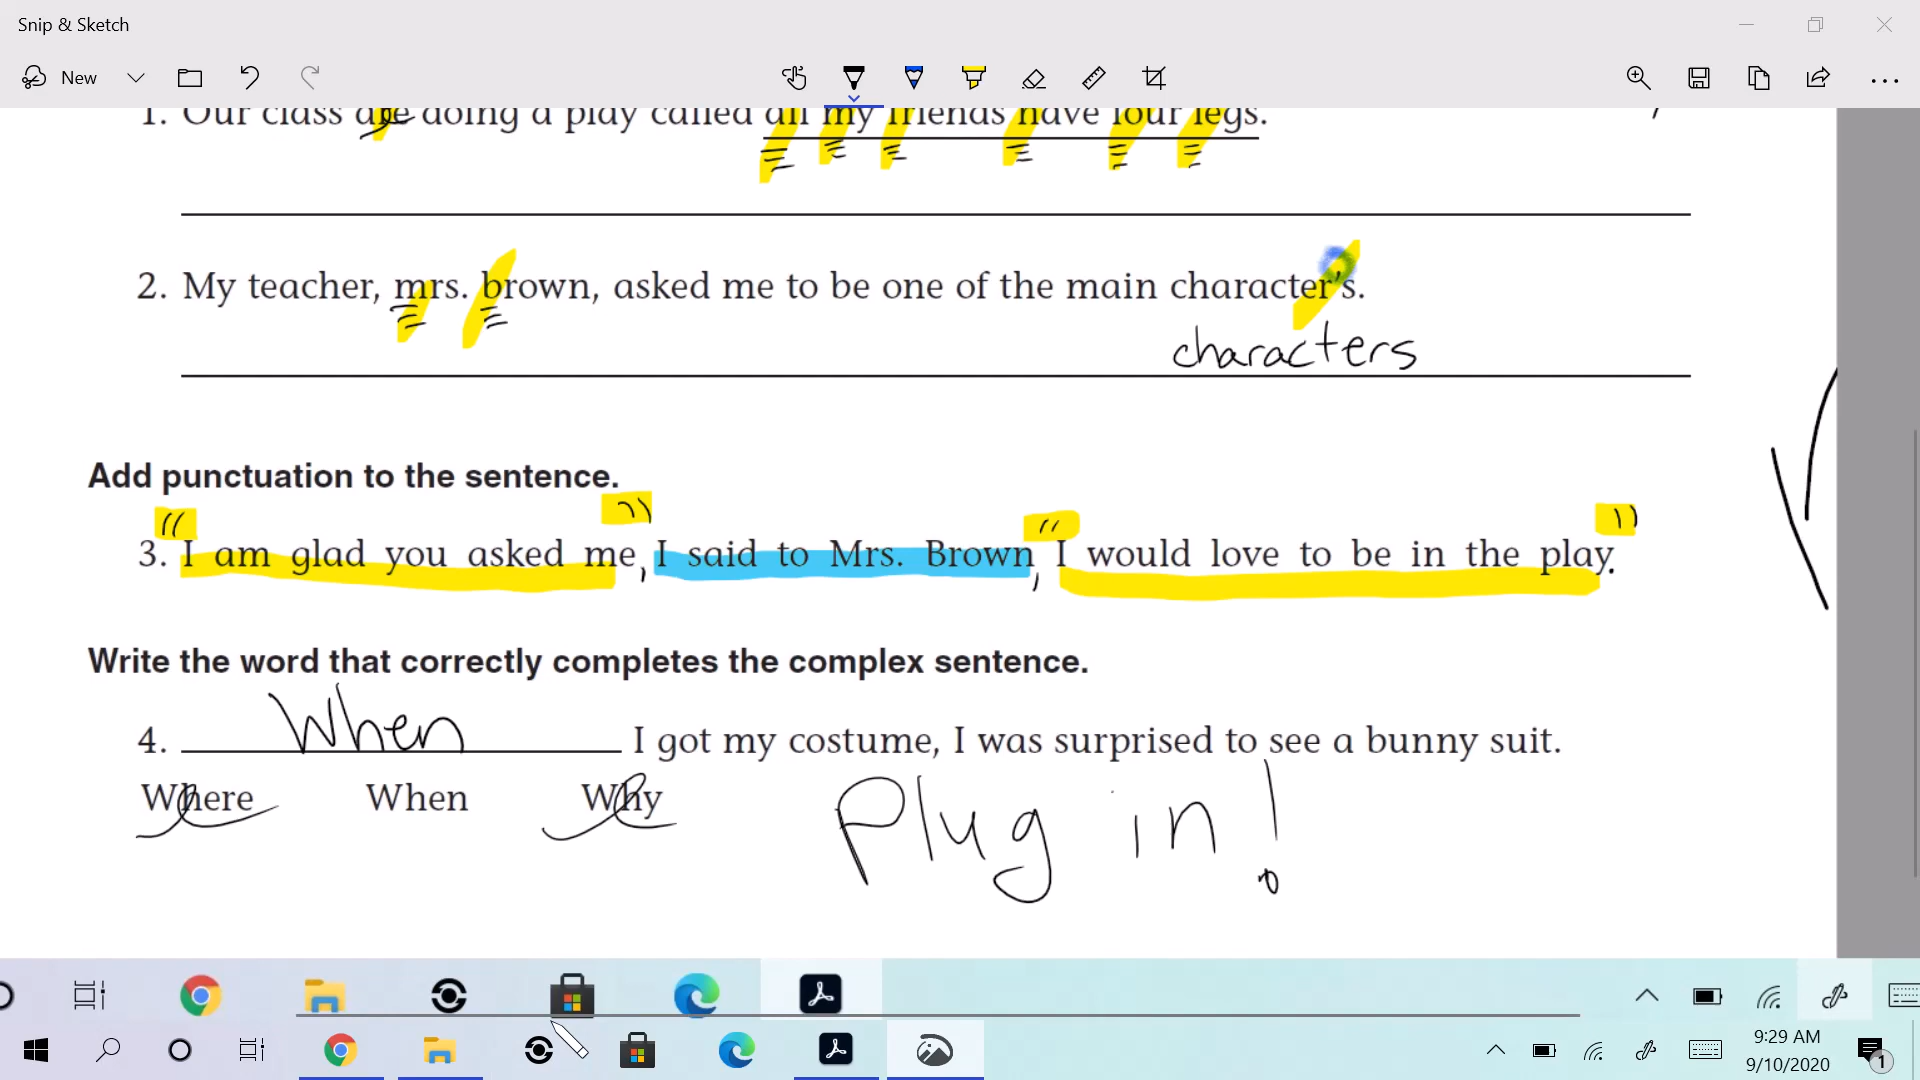 Snip & Sketch
New
1. Our class are doing a play called all my friends have four legs.
2. My teacher, mrs. brown, asked me to be one of the main character's.
characters
Add punctuation to the sentence.
3. "I am glad you asked me," I said to Mrs. Brown, "I would love to be in the play."
Write the word that correctly completes the complex sentence.
4. When I got my costume, I was surprised to see a bunny suit.
Where When Why
Plug in!
9:29 AM
9/10/2020
1